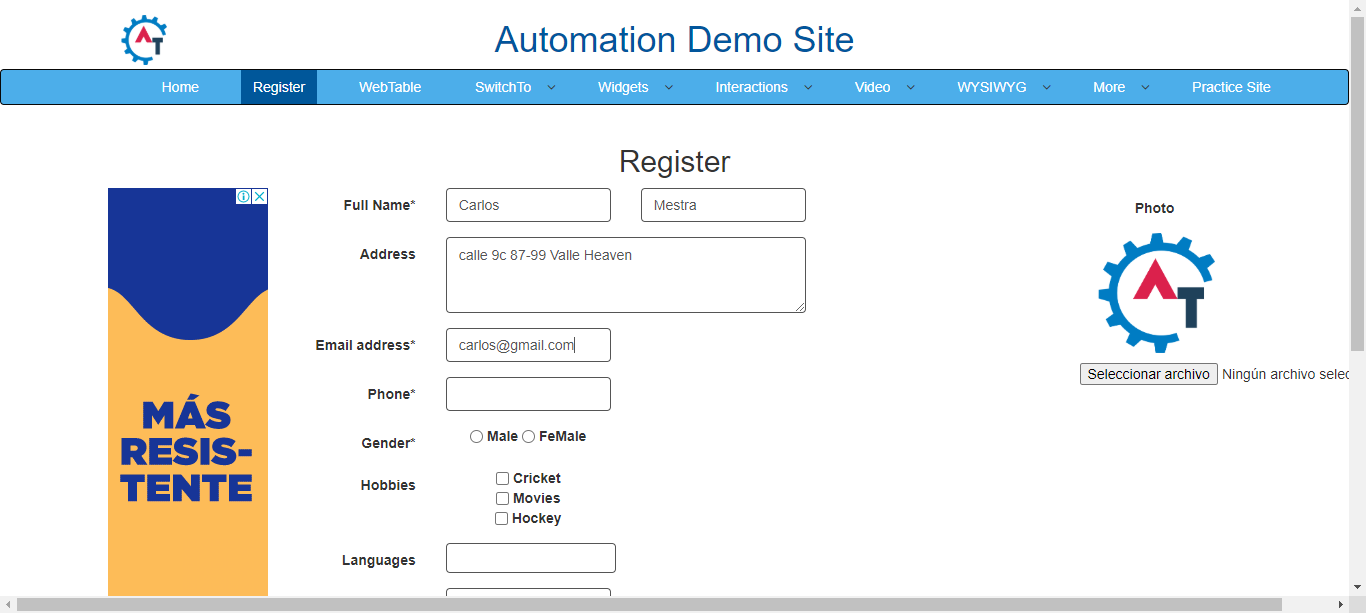 AT
Automation Demo Site
Home Register WebTable SwitchTo Widgets Interactions Video WYSIWYG More Practice Site
Register
Full Name* Carlos Mestra
Photo
Address calle 9c 87-99 Valle Heaven
AT
Email address* carlos@gmail.com
Seleccionar archivo Ningún archivo selec
Phone*
Gender* Male FeMale
Hobbies Cricket
Movies
Hockey
Languages
MÁS
RESIS-
TENTE